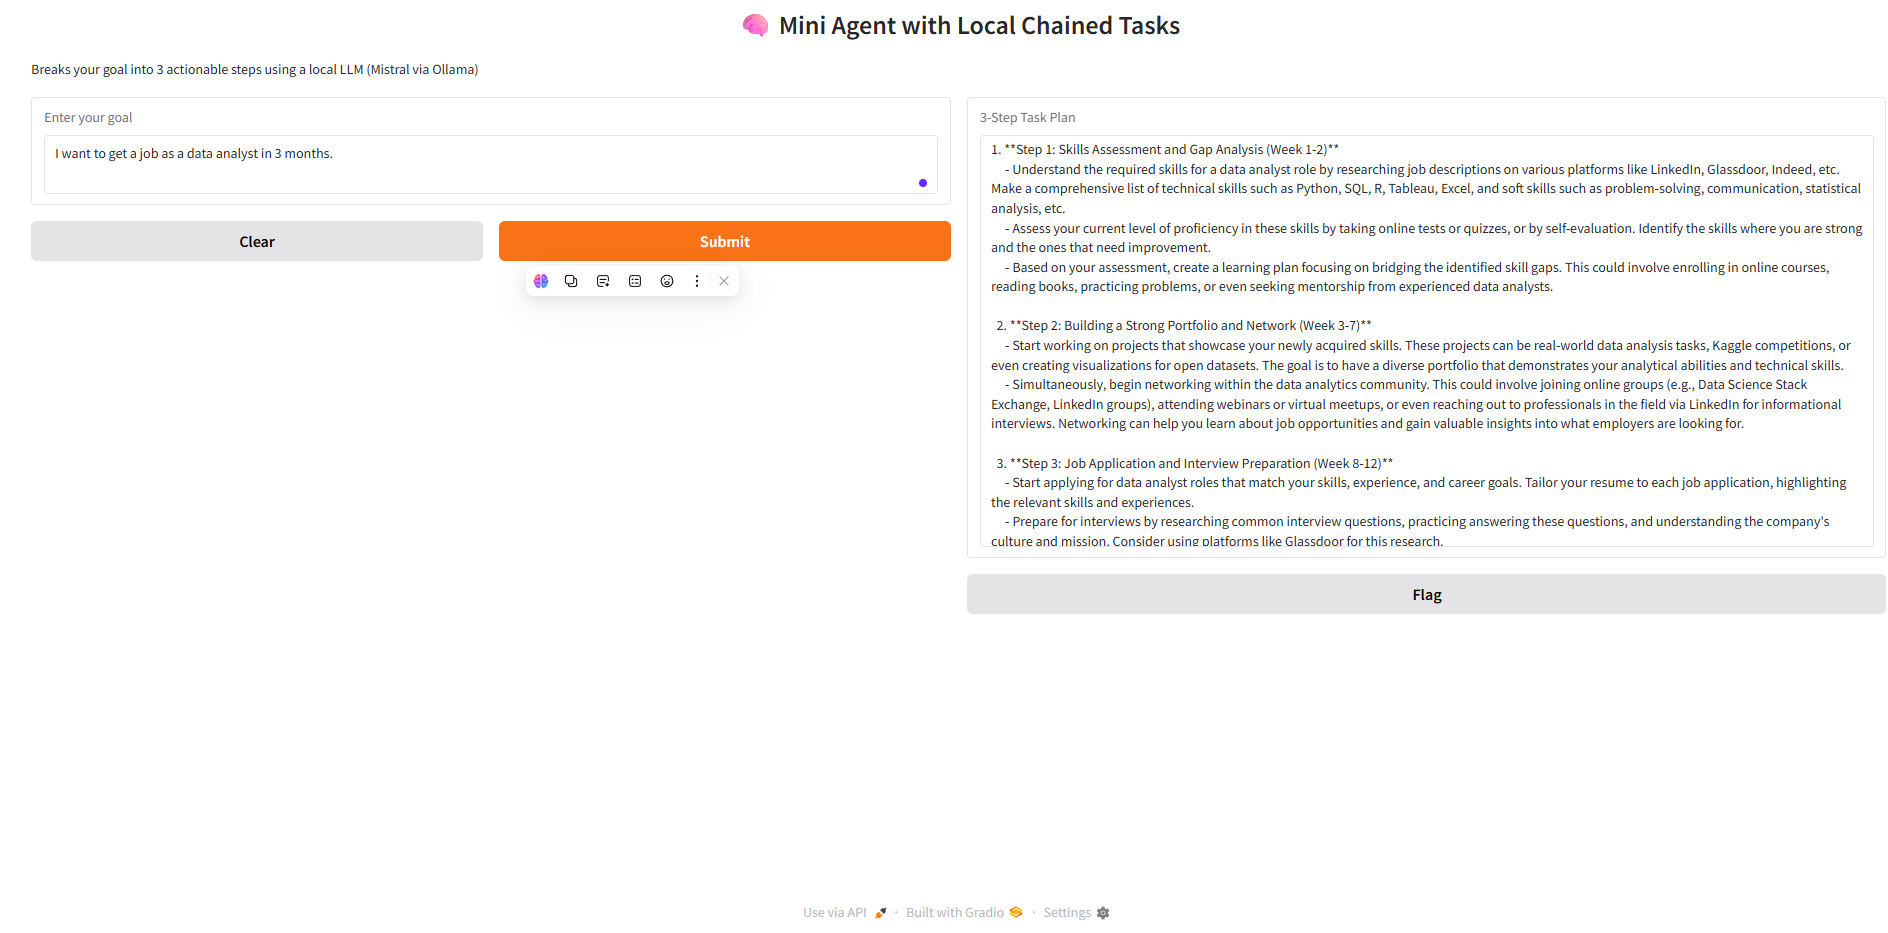 🧠 Mini Agent with Local Chained Tasks
Breaks your goal into 3 actionable steps using a local LLM (Mistral via Ollama)
Enter your goal
I want to get a job as a data analyst in 3 months.
Clear
Submit
3-Step Task Plan
1. **Step 1: Skills Assessment and Gap Analysis (Week 1-2)**
- Understand the required skills for a data analyst role by researching job descriptions on various platforms like LinkedIn, Glassdoor, Indeed, etc.
Make a comprehensive list of technical skills such as Python, SQL, R, Tableau, Excel, and soft skills such as problem-solving, communication, statistical
analysis, etc.
- Assess your current level of proficiency in these skills by taking online tests or quizzes, or by self-evaluation. Identify the skills where you are strong
and the ones that need improvement.
- Based on your assessment, create a learning plan focusing on bridging the identified skill gaps. This could involve enrolling in online courses,
reading books, practicing problems, or even seeking mentorship from experienced data analysts.
2. **Step 2: Building a Strong Portfolio and Network (Week 3-7)**
- Start working on projects that showcase your newly acquired skills. These projects can be real-world data analysis tasks, Kaggle competitions, or
even creating visualizations for open datasets. The goal is to have a diverse portfolio that demonstrates your analytical abilities and technical skills.
- Simultaneously, begin networking within the data analytics community. This could involve joining online groups (e.g., Data Science Stack
Exchange, LinkedIn groups), attending webinars or virtual meetups, or even reaching out to professionals in the field via LinkedIn for informational
interviews. Networking can help you learn about job opportunities and gain valuable insights into what employers are looking for.
3. **Step 3: Job Application and Interview Preparation (Week 8-12)**
- Start applying for data analyst roles that match your skills, experience, and career goals. Tailor your resume to each job application, highlighting
the relevant skills and experiences.
- Prepare for interviews by researching common interview questions, practicing answering these questions, and understanding the company's
culture and mission. Consider using platforms like Glassdoor for this research.
Flag
Use via API 🚀 · Built with Gradio · Settings ⚙️